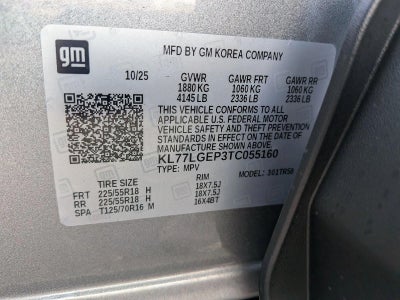 gm
MFD BY GM KOREA COMPANY
10/25 GVWR GAWR FRT GAWR RR
1880 KG 1060 KG 1060 KG
4145 LB 2336 LB 2336 LB
THIS VEHICLE CONFORMS TO ALL
APPLICABLE U.S. FEDERAL MOTOR
VEHICLE SAFETY AND THEFT PREVENTION
STANDARDS IN EFFECT ON THE DATE OF
MANUFACTURE SHOWN ABOVE.
KL77LGEP3TC055160
TYPE: MPV MODEL:
TIRE SIZE RIM
FRT 225/55R18 H 18X7.5J
RR 225/55R18 H 18X7.5J
SPA T125/70R16 M 16X4BT